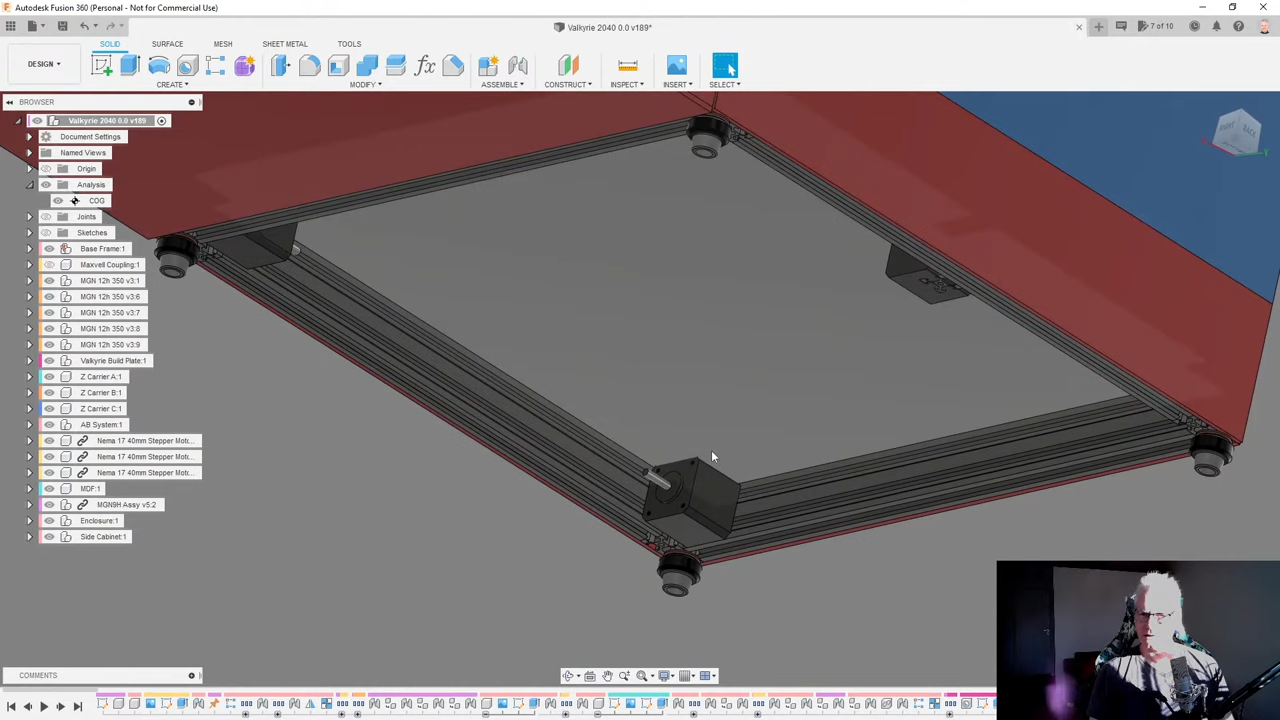 Autodesk Fusion 360 (Personal - Not for Commercial Use)
Valkyrie 2040 0.0 v189*
7 of 10
SOLID SURFACE MESH SHEET METAL TOOLS
DESIGN
CREATE MODIFY ASSEMBLE CONSTRUCT INSPECT INSERT SELECT
BROWSER
Valkyrie 2040 0.0 v189
Document Settings
Named Views
Origin
Analysis
COG
Joints
Sketches
Base Frame:1
Maxvell Coupling:1
MGN 12h 350 v3:1
MGN 12h 350 v3:6
MGN 12h 350 v3:7
MGN 12h 350 v3:8
MGN 12h 350 v3:9
Valkyrie Build Plate:1
Z Carrier A:1
Z Carrier B:1
Z Carrier C:1
AB System:1
Nema 17 40mm Stepper Motc...
Nema 17 40mm Stepper Motc...
Nema 17 40mm Stepper Motc...
MDF:1
MGN9H Assy v5:2
Enclosure:1
Side Cabinet:1
RIGHT BACK
COMMENTS